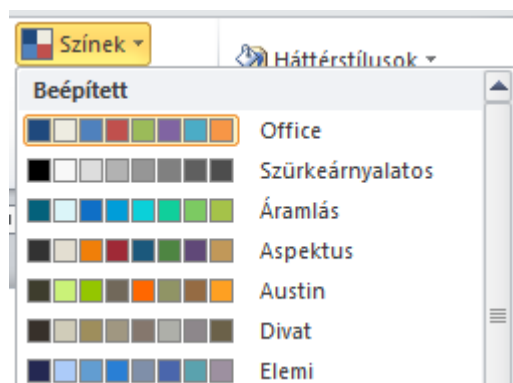 Színek
Háttérstílusok
Beépített
Office
Szürkeárnyalatos
Áramlás
Aspektus
Austin
Divat
Elemi